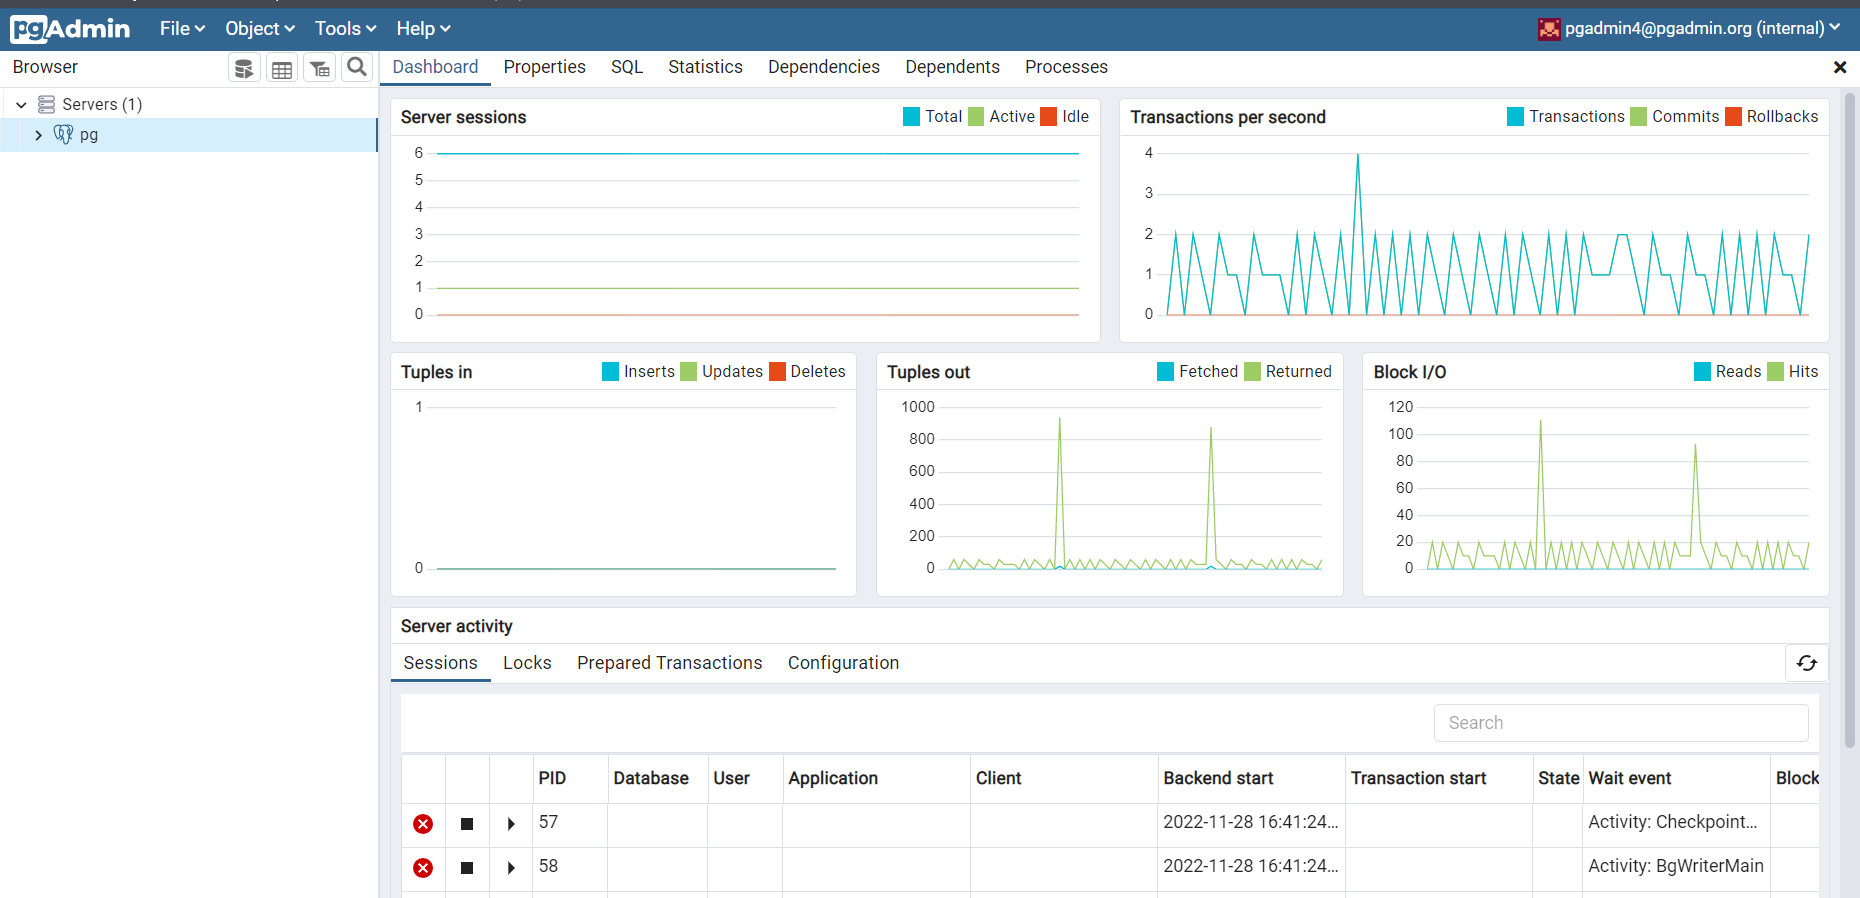 pgAdmin File Object Tools Help pgadmin4@pgadmin.org (internal)
Browser
Dashboard Properties SQL Statistics Dependencies Dependents Processes
Servers (1)
pg
Server sessions Total Active Idle
6
5
4
3
2
1
0
Transactions per second Transactions Commits Rollbacks
4
3
2
1
0
Tuples in Inserts Updates Deletes
1
0
Tuples out Fetched Returned
1000
800
600
400
200
0
Block I/O Reads Hits
120
100
80
60
40
20
0
Server activity
Sessions Locks Prepared Transactions Configuration
Search
PID Database User Application Client Backend start Transaction start State Wait event Block
57 2022-11-28 16:41:24... Activity: Checkpoint...
58 2022-11-28 16:41:24... Activity: BgWriterMain